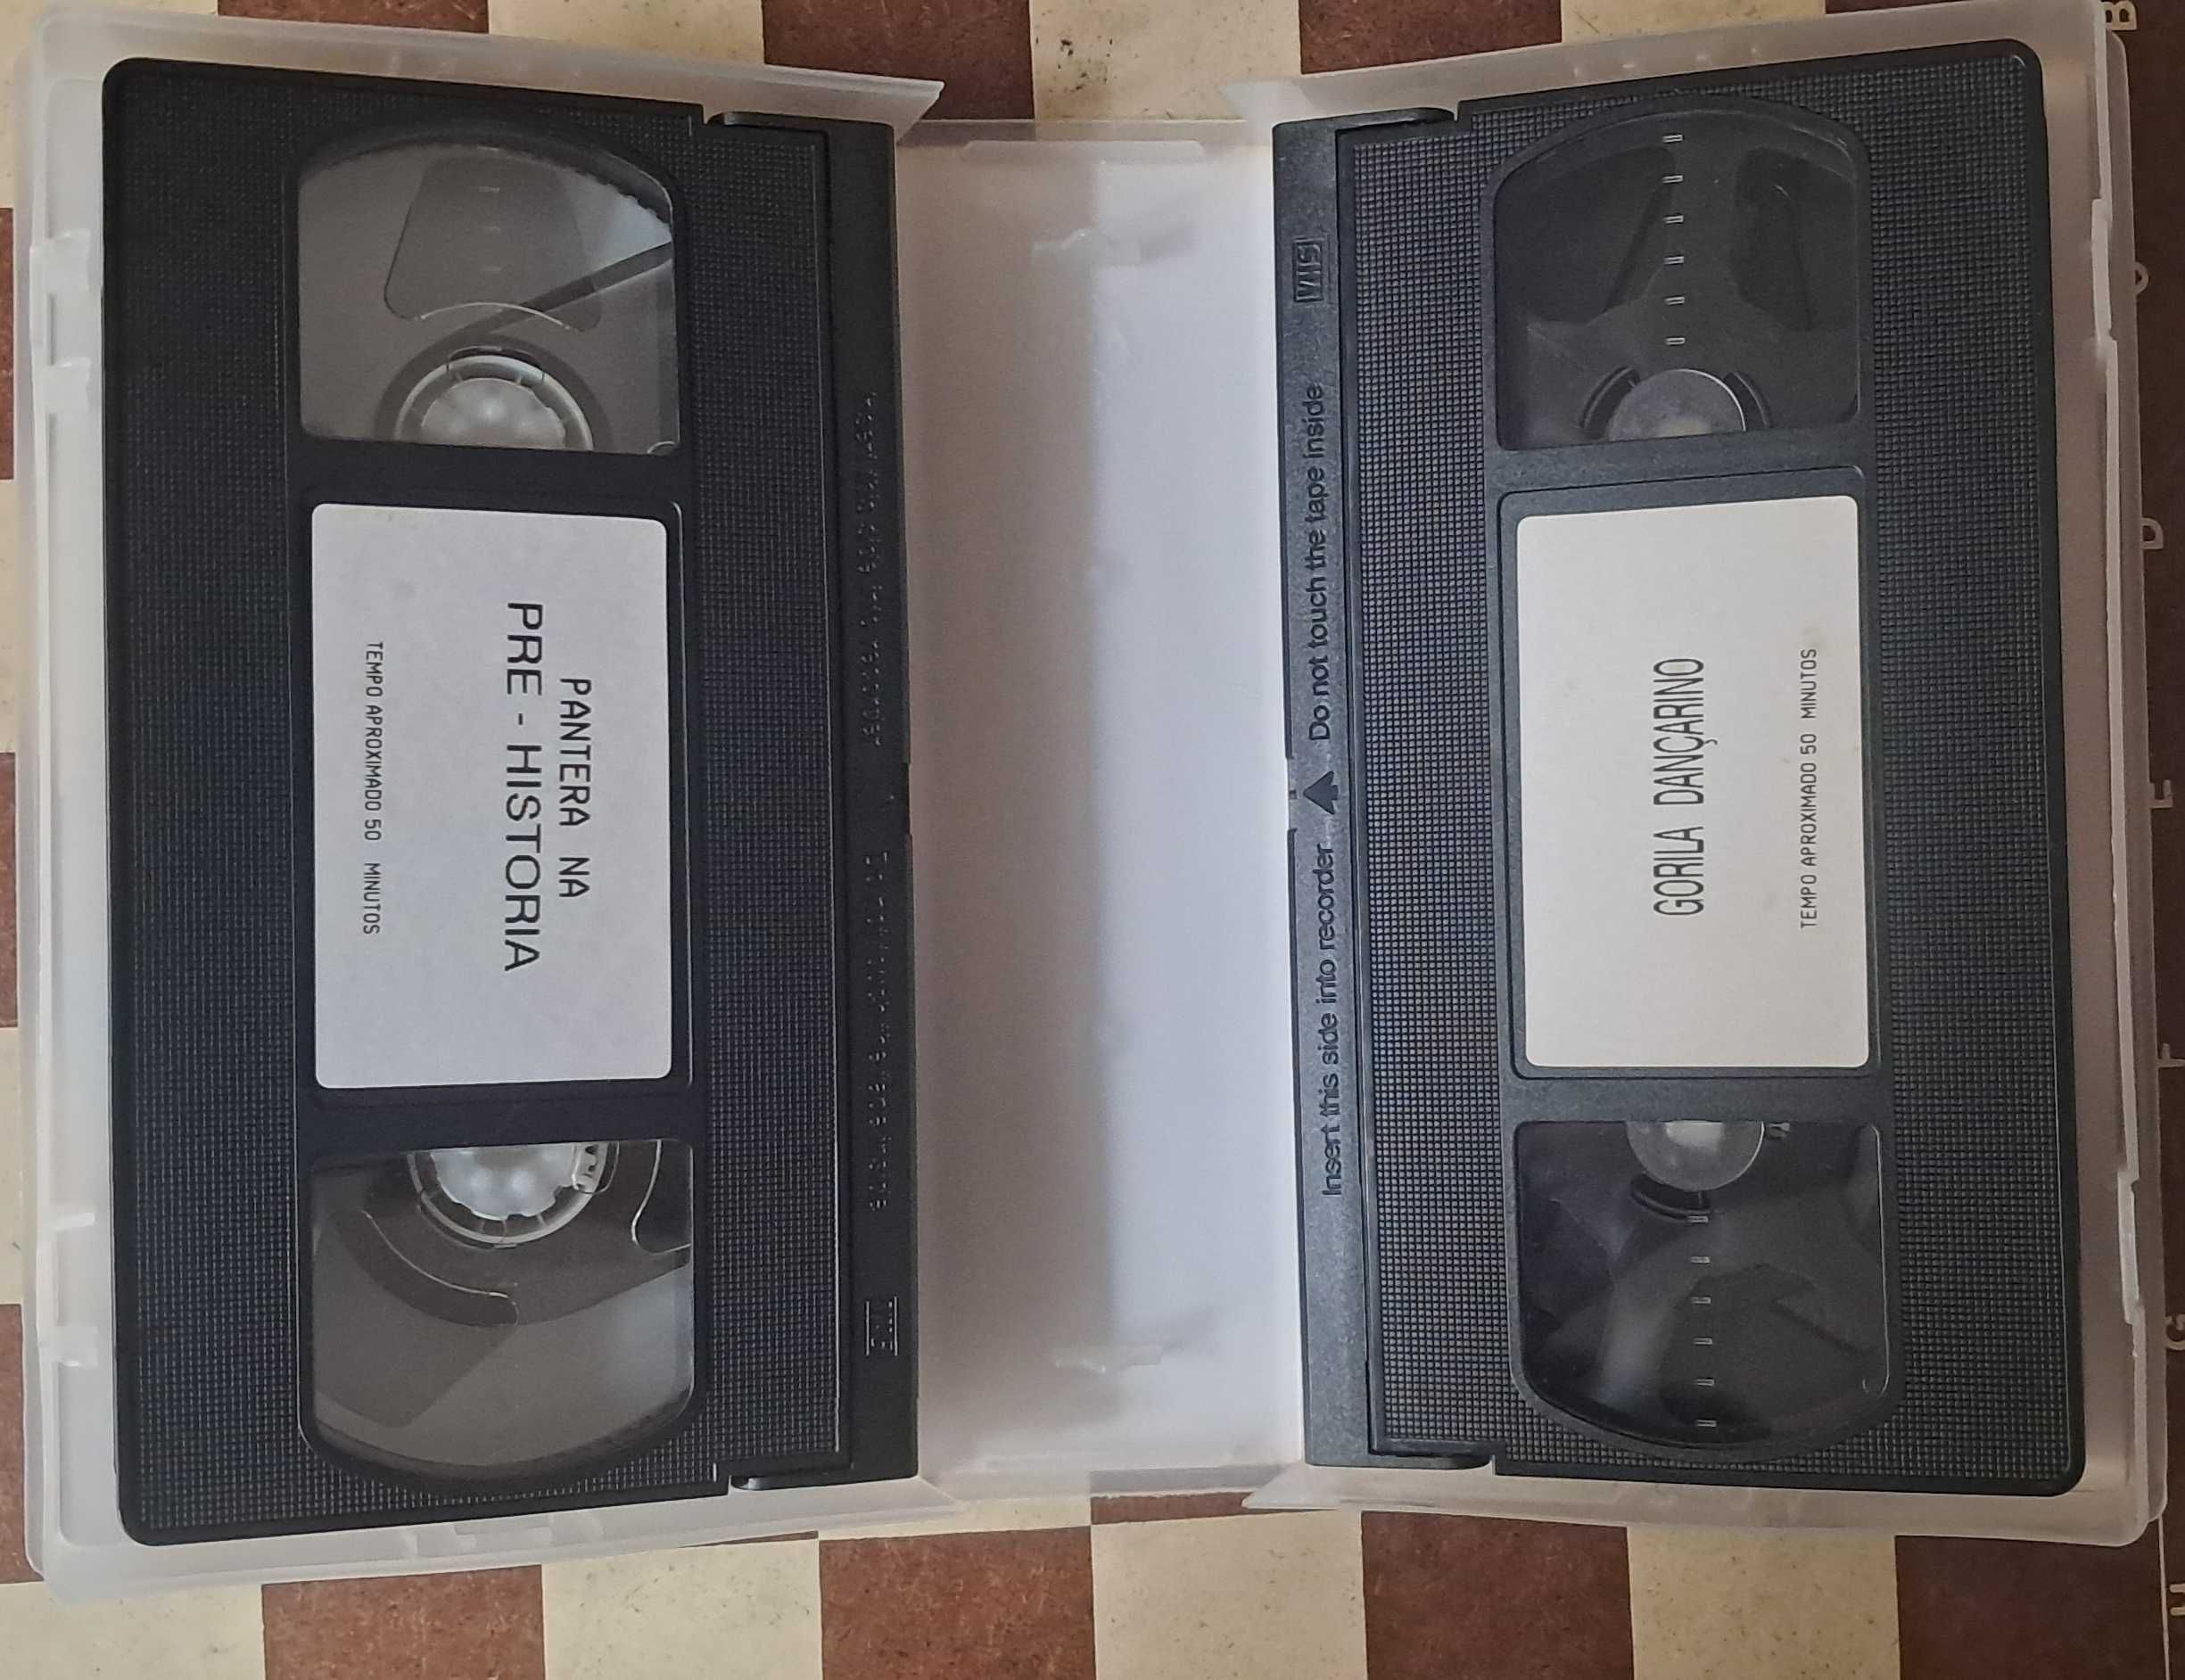 PANTERA NA
PRE - HISTORIA
TEMPO APROXIMADO 50 MINUTOS
VHS
Insert this side into recorder ▲ Do not touch the tape inside
GORILA DANÇARINO
TEMPO APROXIMADO 50 MINUTOS
B
C
D
E
F
G
H